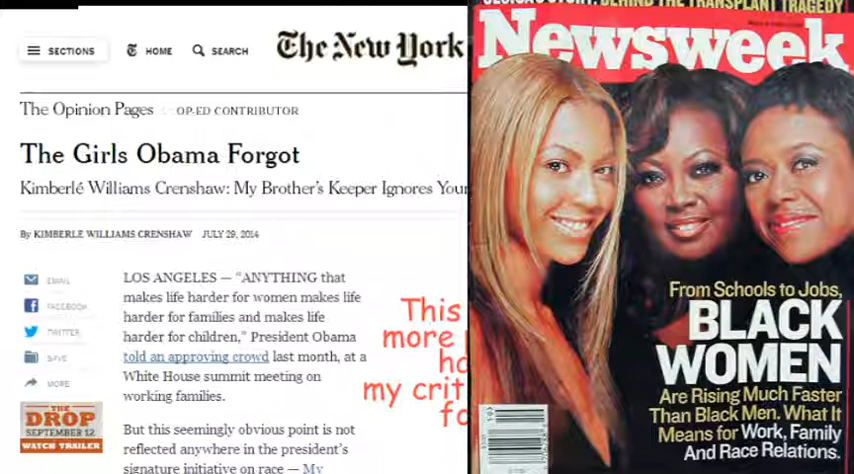 SECTIONS
HOME
SEARCH
The New York
The Opinion Pages
OP-ED CONTRIBUTOR
The Girls Obama Forgot
Kimberlé Williams Crenshaw: My Brother's Keeper Ignores Your
By KIMBERLE WILLIAMS CRENSHAW JULY 29, 2014
EMAIL
FACEBOOK
TWITTER
SAVE
MORE
THE
DROP
SEPTEMBER 12
WATCH TRAILER
LOS ANGELES — “ANYTHING that
makes life harder for women makes life
harder for families and makes life
harder for children,” President Obama
told an approving crowd last month, at a
White House summit meeting on
working families.
But this seemingly obvious point is not
reflected anywhere in the president's
signature initiative on race — My
This
more
my crit
BEHIND THE TRANSPLANT TRAGEDY
Newsweek
From Schools to Jobs,
BLACK
WOMEN
Are Rising Much Faster
Than Black Men. What It
Means for Work, Family
And Race Relations.